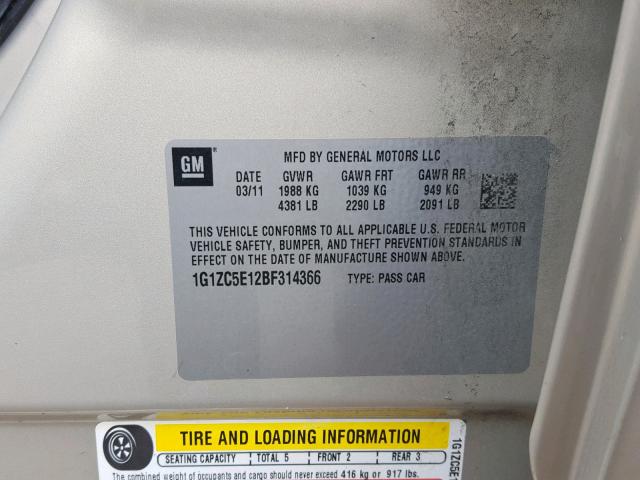 GM
MFD BY GENERAL MOTORS LLC
DATE GVWR GAWR FRT GAWR RR
03/11 1988 KG 1039 KG 949 KG
4381 LB 2290 LB 2091 LB
THIS VEHICLE CONFORMS TO ALL APPLICABLE U.S. FEDERAL MOTOR
VEHICLE SAFETY, BUMPER, AND THEFT PREVENTION STANDARDS IN
EFFECT ON THE DATE OF MANUFACTURE SHOWN ABOVE.
1G1ZC5E12BF314366 TYPE: PASS CAR
TIRE AND LOADING INFORMATION
SEATING CAPACITY TOTAL 5 FRONT 2 REAR 3
The combined weight of occupants and cargo should never exceed 416 kg or 917 lbs.
1G1ZC5E1